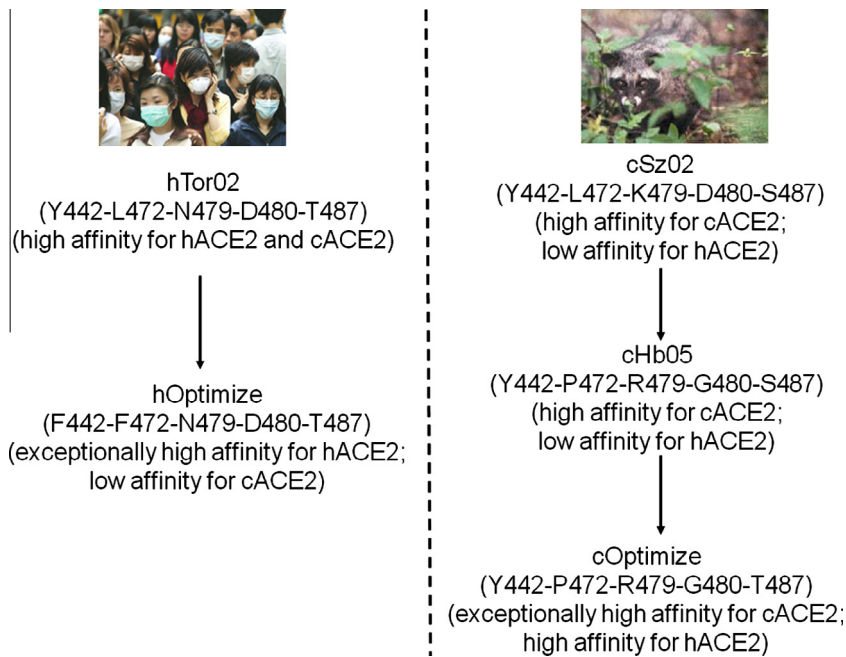 hTor02
(Y442-L472-N479-D480-T487)
(high affinity for hACE2 and cACE2)
hOptimize
(F442-F472-N479-D480-T487)
(exceptionally high affinity for hACE2;
low affinity for cACE2)
cSz02
(Y442-L472-K479-D480-S487)
(high affinity for cACE2;
low affinity for hACE2)
cHb05
(Y442-P472-R479-G480-S487)
(high affinity for cACE2;
low affinity for hACE2)
cOptimize
(Y442-P472-R479-G480-T487)
(exceptionally high affinity for cACE2;
high affinity for hACE2)